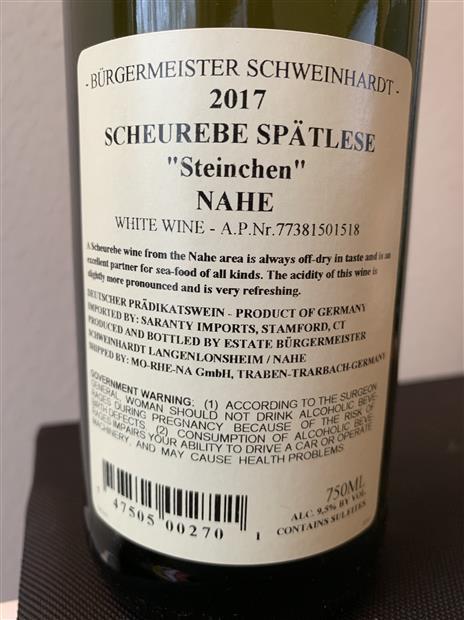 - BÜRGERMEISTER SCHWEINHARDT -
2017
SCHEUREBE SPÄTLESE
"Steinchen"
NAHE
WHITE WINE - A.P.Nr.77381501518
A Scheurebe wine from the Nahe area is always off-dry in taste and is an
excellent partner for sea-food of all kinds. The acidity of this wine is
slightly more pronounced and is very refreshing.
DEUTSCHER PRÄDIKATSWEIN - PRODUCT OF GERMANY
IMPORTED BY: SARANTY IMPORTS, STAMFORD, CT
PRODUCED AND BOTTLED BY ESTATE BÜRGERMEISTER
SCHWEINHARDT LANGENLONSHEIM / NAHE
SHIPPED BY: MO-RHE-NA GmbH, TRABEN-TRARBACH-GERMANY
GOVERNMENT WARNING: (1) ACCORDING TO THE SURGEON
GENERAL, WOMAN SHOULD NOT DRINK ALCOHOLIC BEVE-
RAGES DURING PREGNANCY BECAUSE OF THE RISK OF
BIRTH DEFECTS. (2) CONSUMPTION OF ALCOHOLIC BEVE-
RAGES IMPAIRS YOUR ABILITY TO DRIVE A CAR OR OPERATE
MACHINERY, AND MAY CAUSE HEALTH PROBLEMS
750ML
ALC. 9,5% BY VOL
CONTAINS SULFITES
47505 00270 1